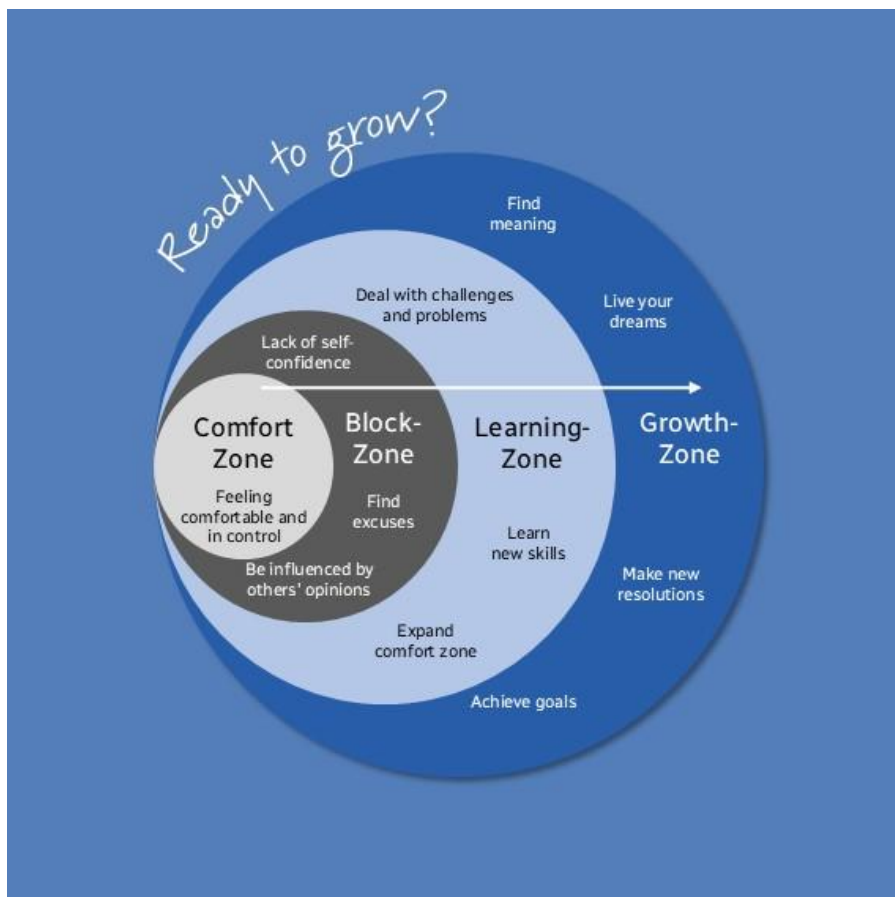 Ready to grow?
Find
meaning
Deal with challenges
and problems
Live your
dreams
Lack of self-
confidence
Comfort
Zone
Block-
Zone
Learning-
Zone
Growth-
Zone
Feeling
comfortable and
in control
Find
excuses
Learn
new skills
Be influenced by
others' opinions
Make new
resolutions
Expand
comfort zone
Achieve goals